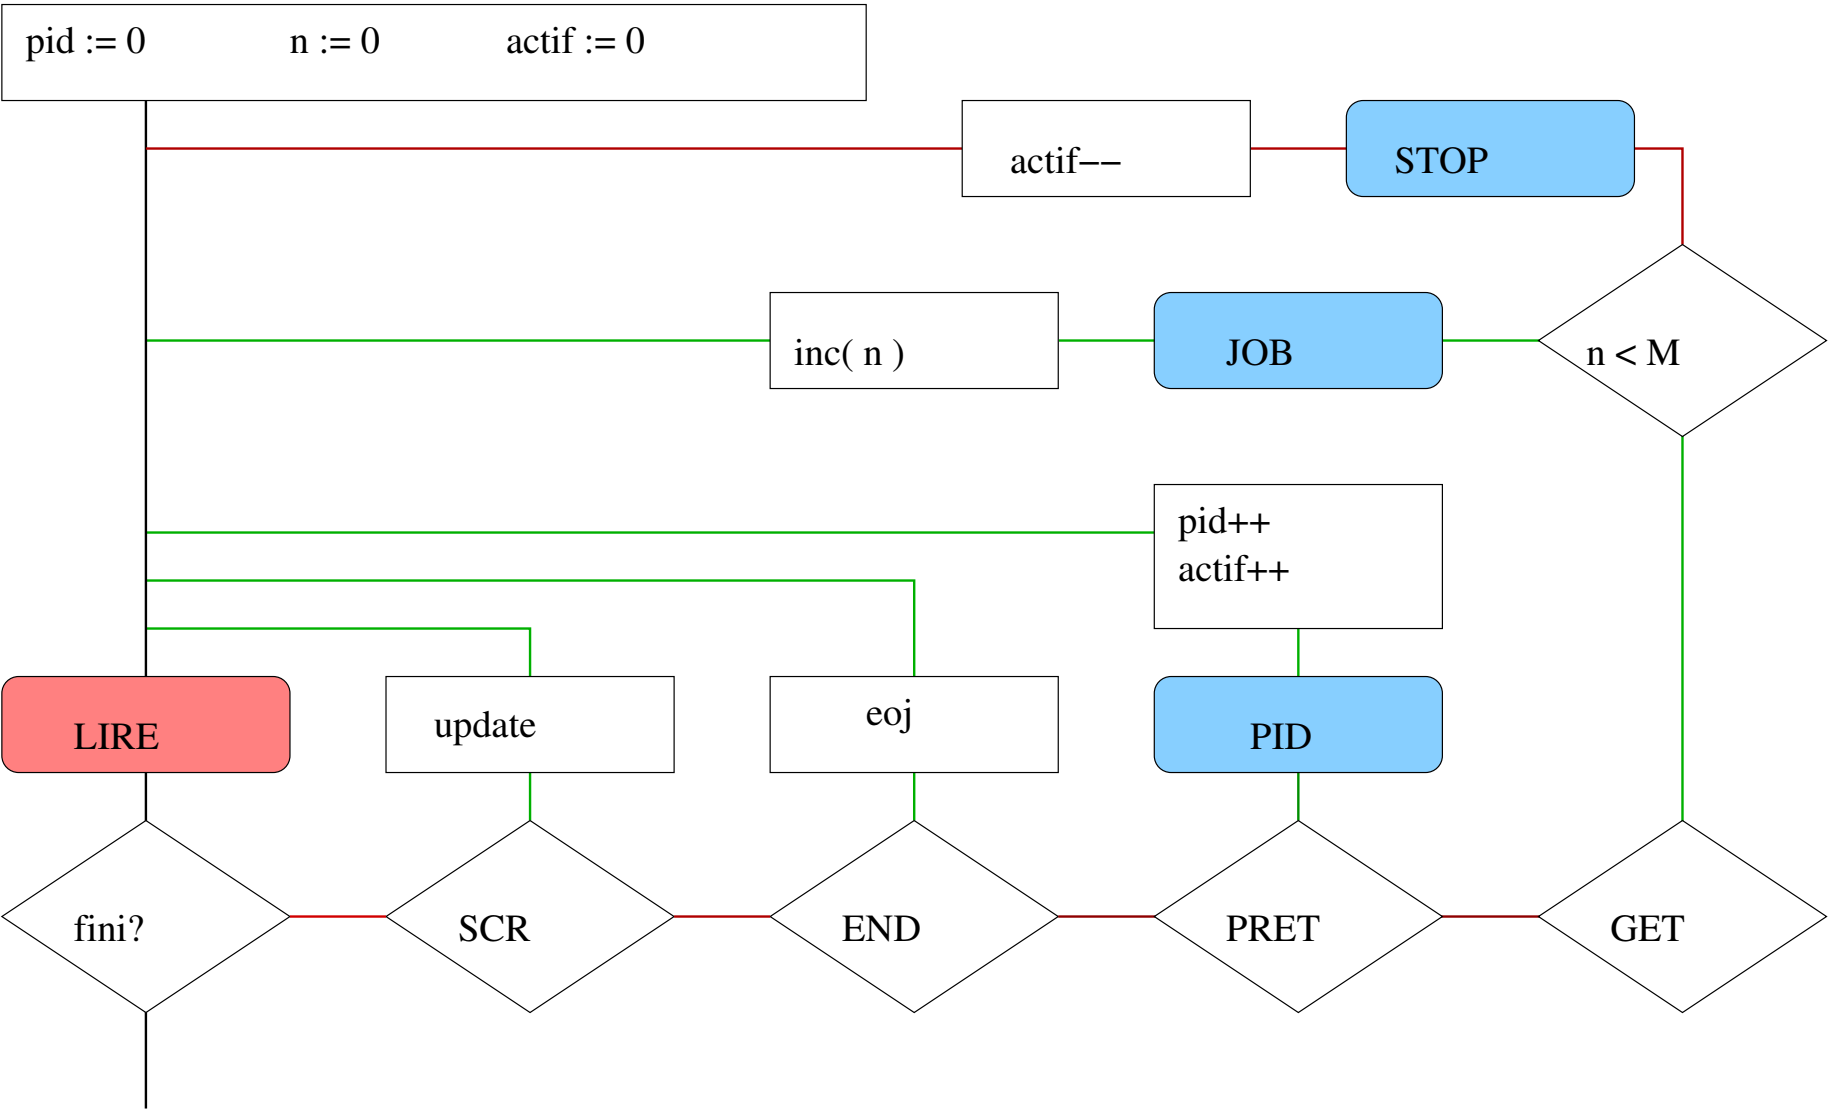 pid := 0 n := 0 actif := 0
actif−−
STOP
inc( n )
JOB
n < M
pid++
actif++
LIRE
update
eoj
PID
fini?
SCR
END
PRET
GET